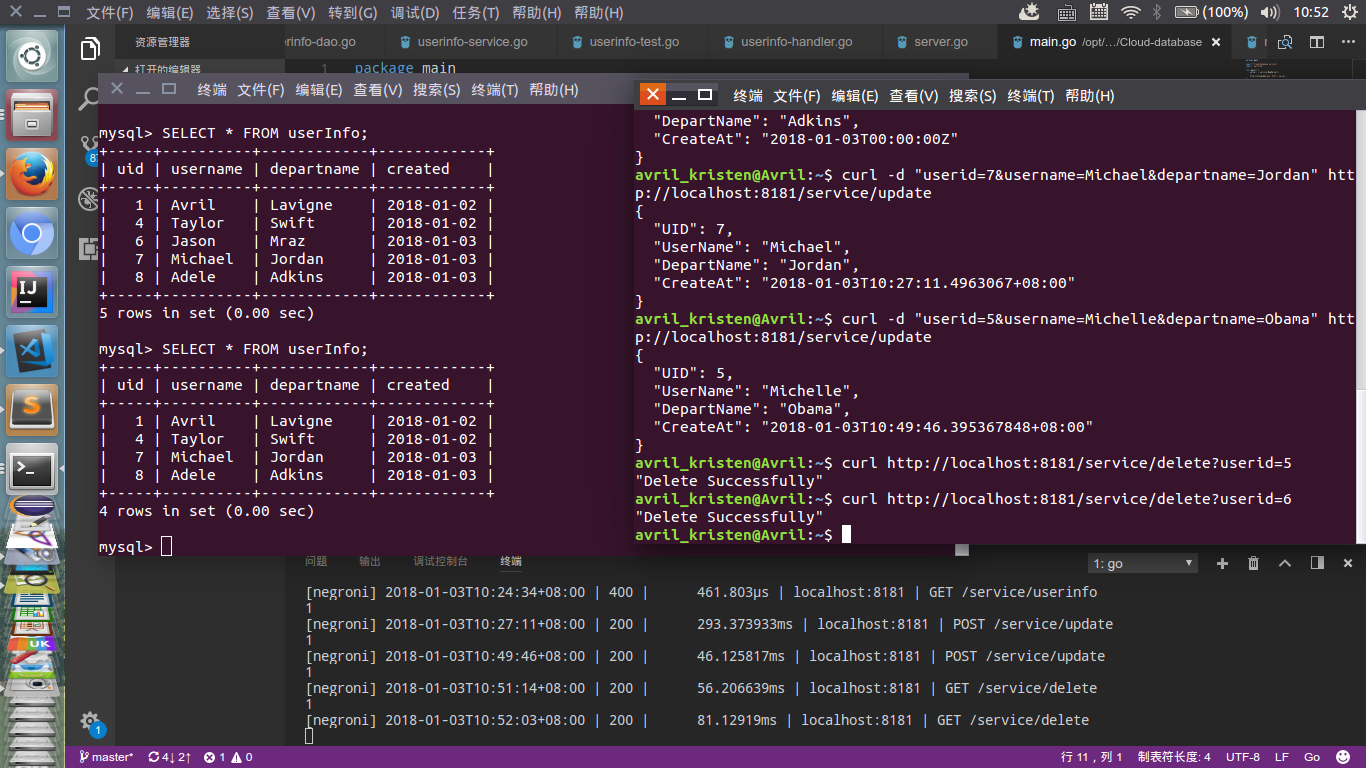 文件(F) 编辑(E) 选择(S) 查看(V) 转到(G) 调试(D) 任务(T) 帮助(H) 帮助(H)
(100%) 10:52
资源管理器
erinfo-dao.go userinfo-service.go userinfo-test.go userinfo-handler.go server.go main.go /opt/…/Cloud-database
打开的编辑器
1 package main
终端 文件(F) 编辑(E) 查看(V) 搜索(S) 终端(T) 帮助(H)
mysql> SELECT * FROM userInfo;
+-----+----------+------------+------------+
| uid | username | departname | created    |
+-----+----------+------------+------------+
|   1 | Avril    | Lavigne    | 2018-01-02 |
|   4 | Taylor   | Swift      | 2018-01-02 |
|   6 | Jason    | Mraz       | 2018-01-03 |
|   7 | Michael  | Jordan     | 2018-01-03 |
|   8 | Adele    | Adkins     | 2018-01-03 |
+-----+----------+------------+------------+
5 rows in set (0.00 sec)
mysql> SELECT * FROM userInfo;
+-----+----------+------------+------------+
| uid | username | departname | created    |
+-----+----------+------------+------------+
|   1 | Avril    | Lavigne    | 2018-01-02 |
|   4 | Taylor   | Swift      | 2018-01-02 |
|   7 | Michael  | Jordan     | 2018-01-03 |
|   8 | Adele    | Adkins     | 2018-01-03 |
+-----+----------+------------+------------+
4 rows in set (0.00 sec)
mysql>
终端 文件(F) 编辑(E) 查看(V) 搜索(S) 终端(T) 帮助(H)
"DepartName": "Adkins",
"CreateAt": "2018-01-03T00:00:00Z"
}
avril_kristen@Avril:~$ curl -d "userid=7&username=Michael&departname=Jordan" htt
p://localhost:8181/service/update
{
"UID": 7,
"UserName": "Michael",
"DepartName": "Jordan",
"CreateAt": "2018-01-03T10:27:11.4963067+08:00"
}
avril_kristen@Avril:~$ curl -d "userid=5&username=Michelle&departname=Obama" htt
p://localhost:8181/service/update
{
"UID": 5,
"UserName": "Michelle",
"DepartName": "Obama",
"CreateAt": "2018-01-03T10:49:46.395367848+08:00"
}
avril_kristen@Avril:~$ curl http://localhost:8181/service/delete?userid=5
"Delete Successfully"
avril_kristen@Avril:~$ curl http://localhost:8181/service/delete?userid=6
"Delete Successfully"
avril_kristen@Avril:~$
问题 输出 调试控制台 终端 1: go
[negroni] 2018-01-03T10:24:34+08:00 | 400 | 461.803µs | localhost:8181 | GET /service/userinfo
1
[negroni] 2018-01-03T10:27:11+08:00 | 200 | 293.373933ms | localhost:8181 | POST /service/update
1
[negroni] 2018-01-03T10:49:46+08:00 | 200 | 46.125817ms | localhost:8181 | POST /service/update
1
[negroni] 2018-01-03T10:51:14+08:00 | 200 | 56.206639ms | localhost:8181 | GET /service/delete
1
[negroni] 2018-01-03T10:52:03+08:00 | 200 | 81.12919ms | localhost:8181 | GET /service/delete
1
master* 4↓ 2↑ 1 0 行 11，列 1 制表符长度: 4 UTF-8 LF Go